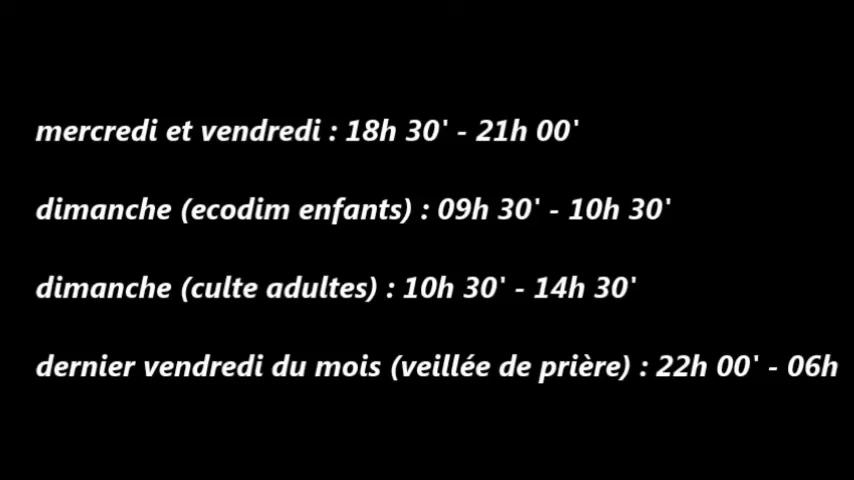 mercredi et vendredi : 18h 30' - 21h 00'
dimanche (ecodim enfants) : 09h 30' - 10h 30'
dimanche (culte adultes) : 10h 30' - 14h 30'
dernier vendredi du mois (veillée de prière) : 22h 00' - 06h